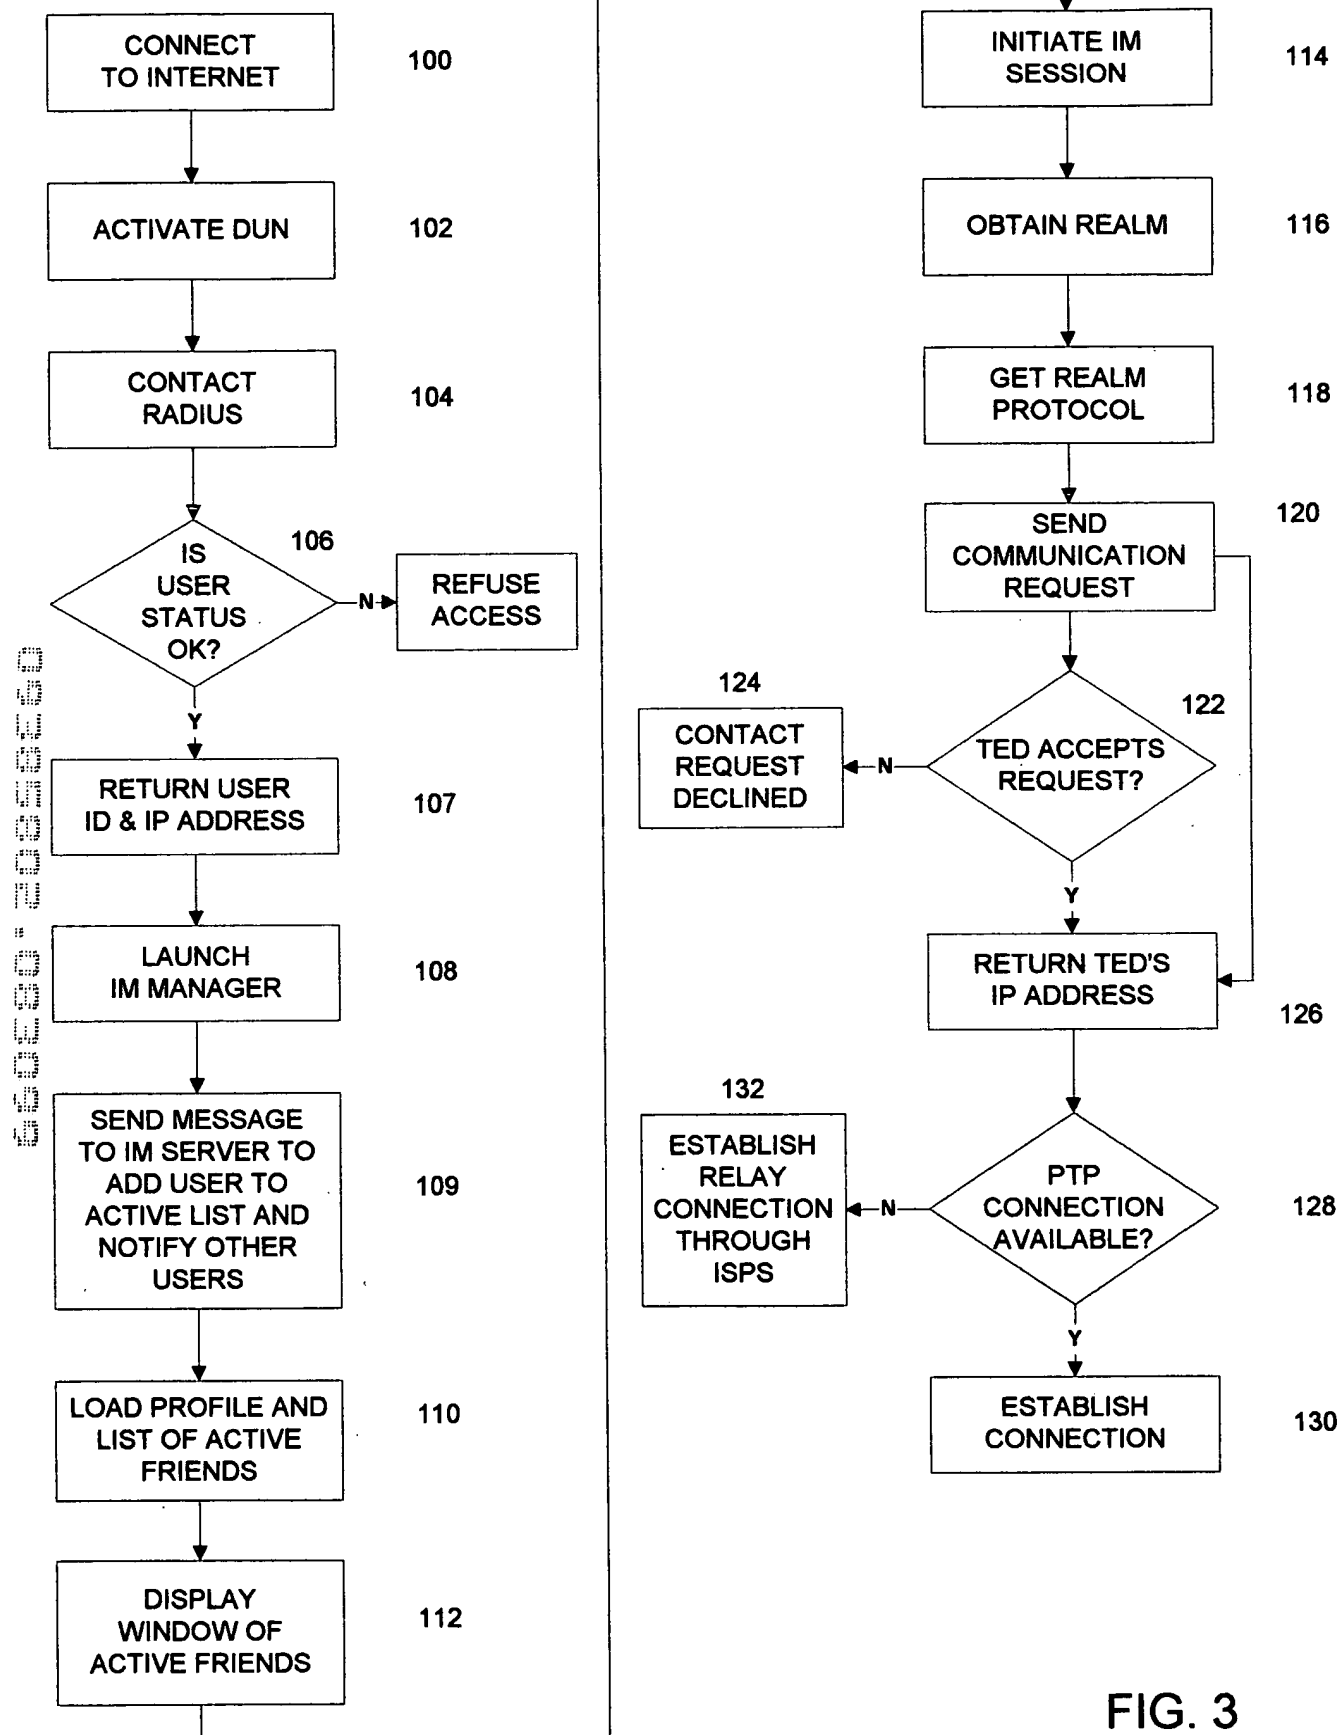 CONNECT
TO INTERNET
100
ACTIVATE DUN
102
CONTACT
RADIUS
104
IS
USER
STATUS
OK?
106
N
REFUSE
ACCESS
Y
RETURN USER
ID & IP ADDRESS
107
LAUNCH
IM MANAGER
108
SEND MESSAGE
TO IM SERVER TO
ADD USER TO
ACTIVE LIST AND
NOTIFY OTHER
USERS
109
LOAD PROFILE AND
LIST OF ACTIVE
FRIENDS
110
DISPLAY
WINDOW OF
ACTIVE FRIENDS
112
INITIATE IM
SESSION
114
OBTAIN REALM
116
GET REALM
PROTOCOL
118
SEND
COMMUNICATION
REQUEST
120
TED ACCEPTS
REQUEST?
122
N
124
CONTACT
REQUEST
DECLINED
Y
RETURN TED'S
IP ADDRESS
126
PTP
CONNECTION
AVAILABLE?
128
N
132
ESTABLISH
RELAY
CONNECTION
THROUGH
ISPS
Y
ESTABLISH
CONNECTION
130
FIG. 3